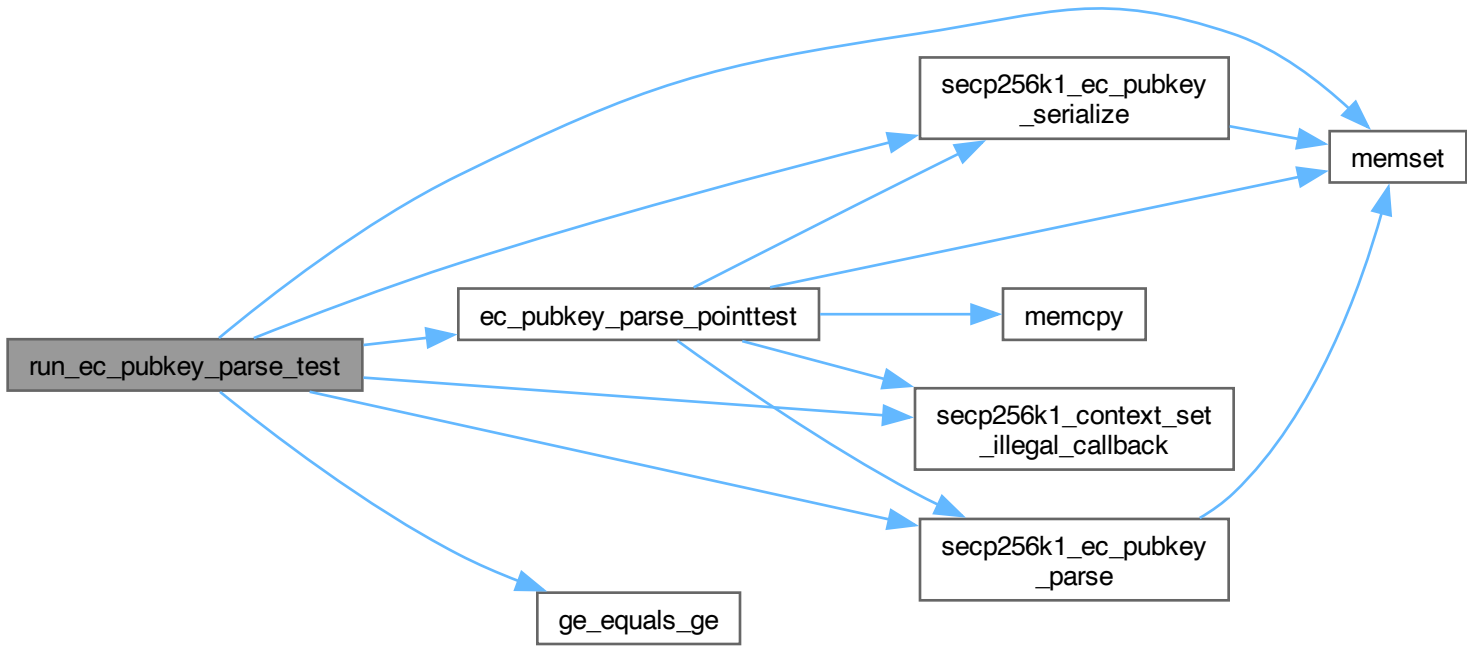 secp256k1_ec_pubkey
_serialize
memset
ec_pubkey_parse_pointtest
memcpy
run_ec_pubkey_parse_test
secp256k1_context_set
_illegal_callback
secp256k1_ec_pubkey
_parse
ge_equals_ge